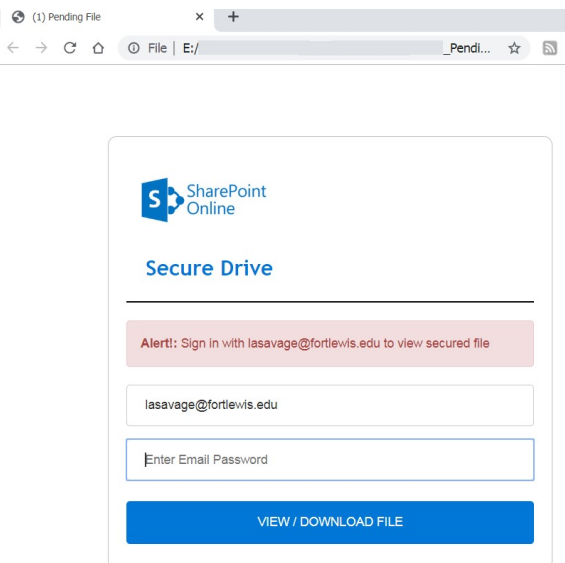 (1) Pending File
File | E:/ _Pendi...
S
SharePoint
Online
Secure Drive
Alert!: Sign in with lasavage@fortlewis.edu to view secured file
lasavage@fortlewis.edu
Enter Email Password
VIEW / DOWNLOAD FILE